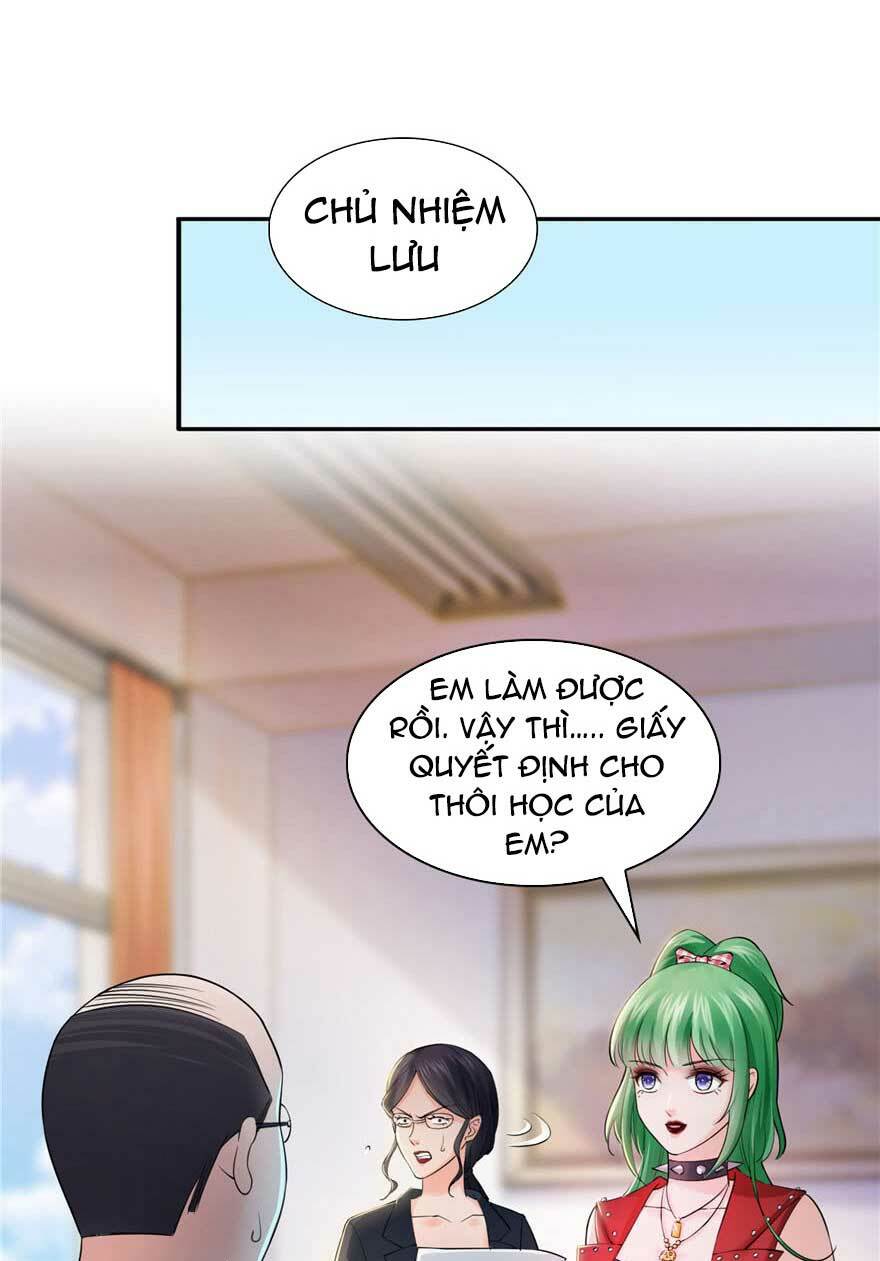 CHỦ NHIỆM
LƯU
EM LÀM ĐƯỢC
RỒI. VẬY THÌ..... GIẤY
QUYẾT ĐỊNH CHO
THÔI HỌC CỦA
EM?